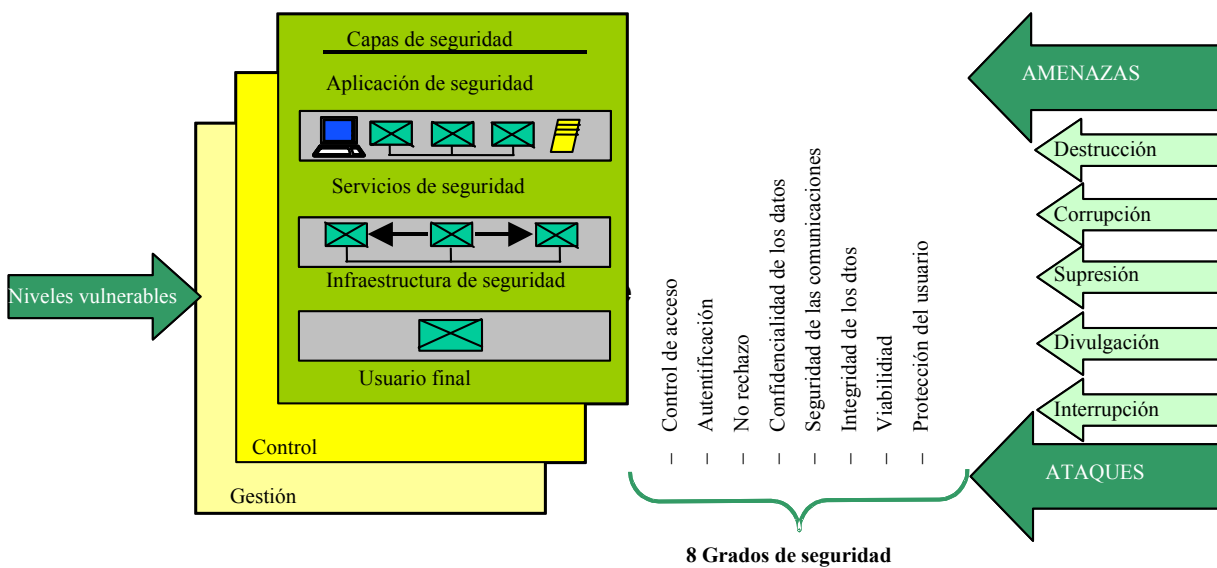 Capas de seguridad
Aplicación de seguridad
Servicios de seguridad
Infraestructura de seguridad
e
Usuario final
Control
Gestión
Niveles vulnerables
– Control de acceso
– Autentificación
– No rechazo
– Confidencialidad de los datos
– Seguridad de las comunicaciones
– Integridad de los dtos
– Viabilidiad
– Protección del usuario
8 Grados de seguridad
AMENAZAS
Destrucción
Corrupción
Supresión
Divulgación
Interrupción
ATAQUES